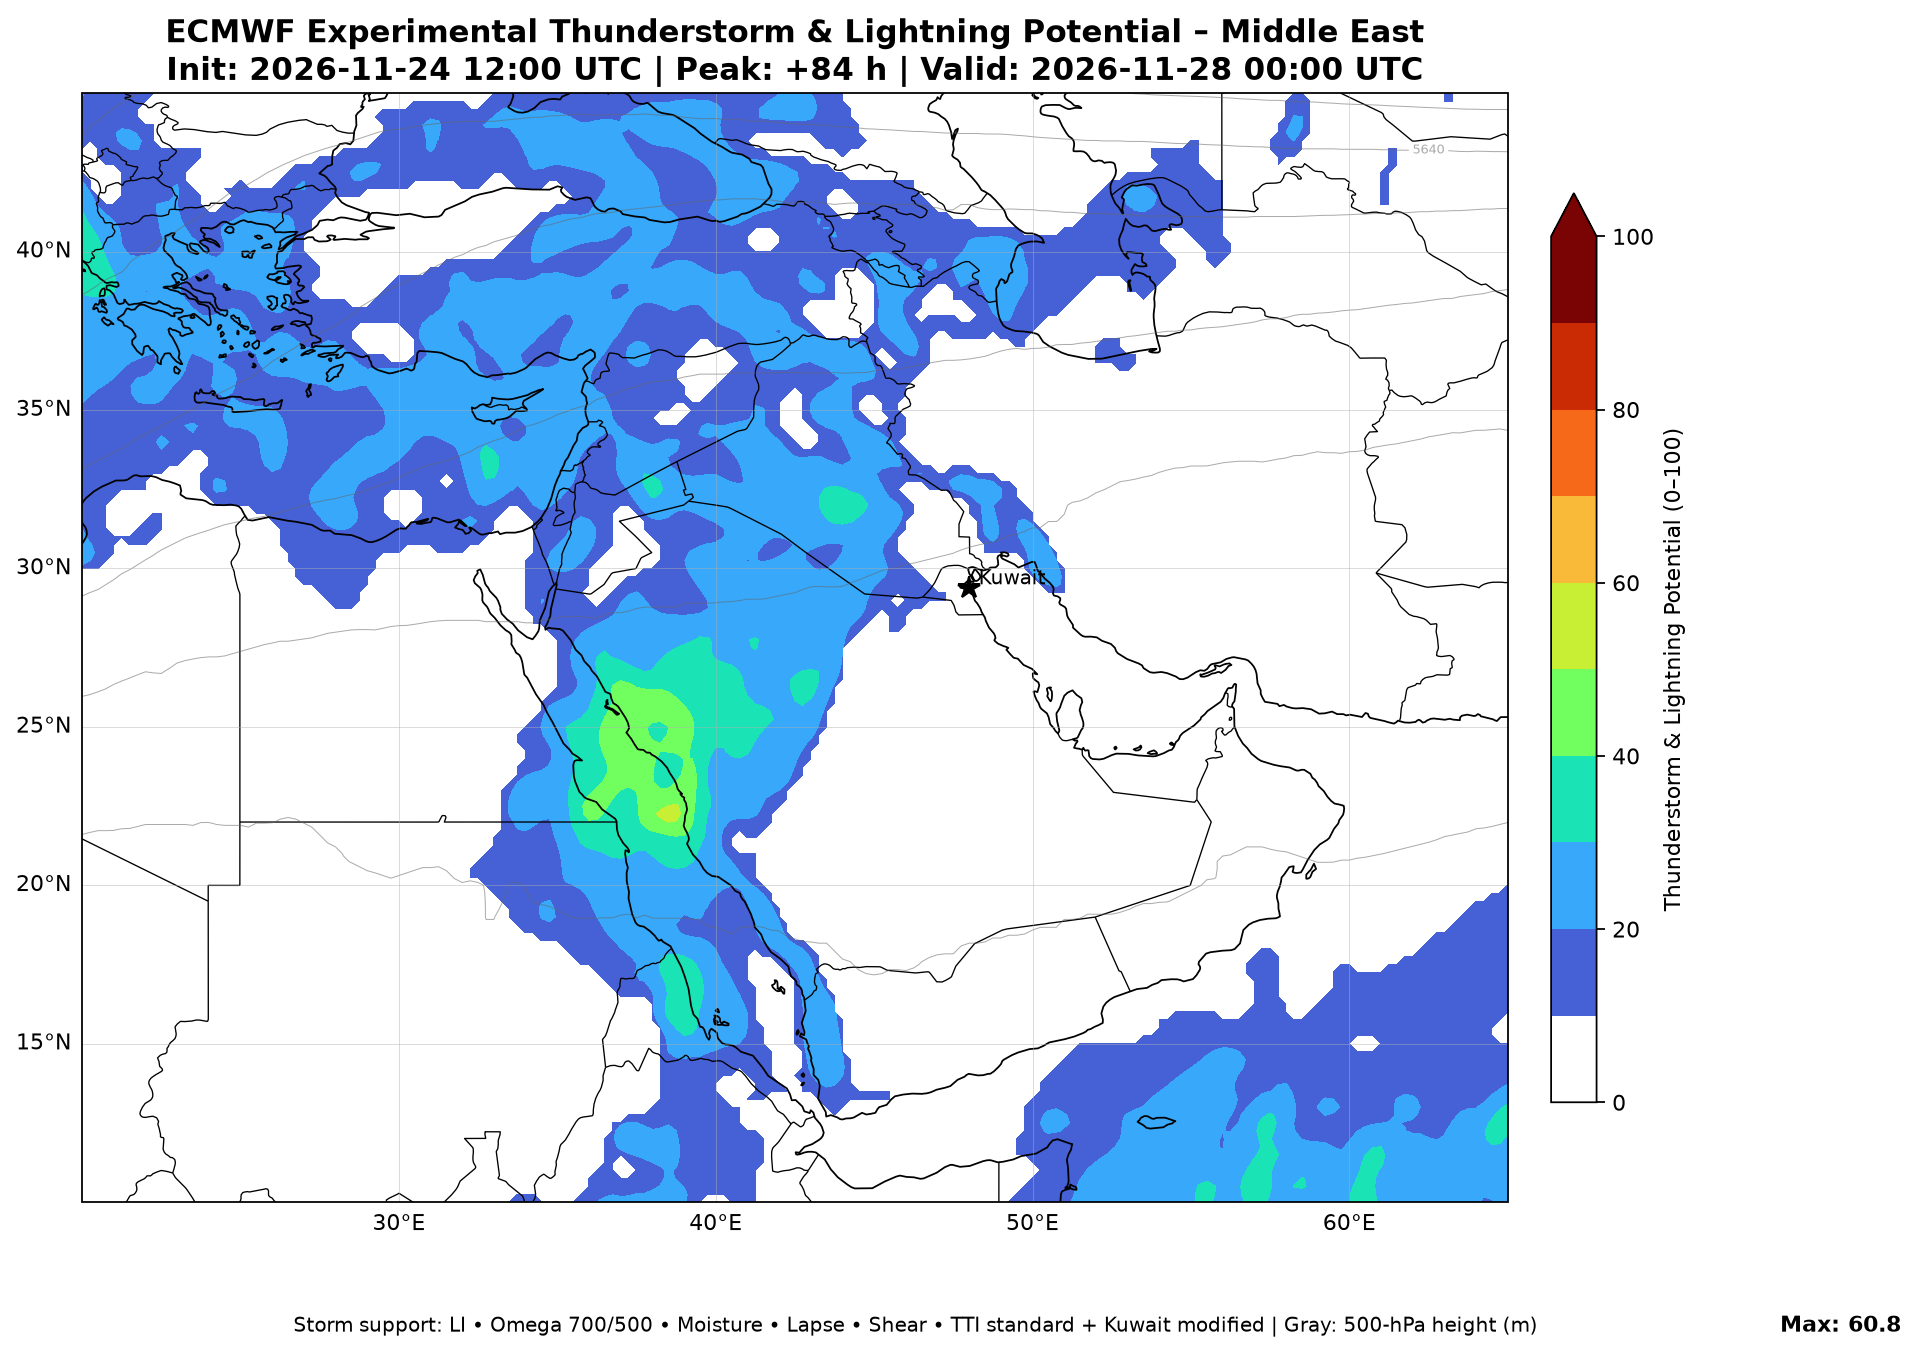 ECMWF Experimental Thunderstorm & Lightning Potential – Middle East
Init: 2026-11-24 12:00 UTC | Peak: +84 h | Valid: 2026-11-28 00:00 UTC
5640
40°N
35°N
30°N
25°N
20°N
15°N
Kuwait
30°E
40°E
50°E
60°E
100
80
60
40
20
0
Thunderstorm & Lightning Potential (0–100)
Storm support: LI • Omega 700/500 • Moisture • Lapse • Shear • TTI standard + Kuwait modified | Gray: 500-hPa height (m)
Max: 60.8